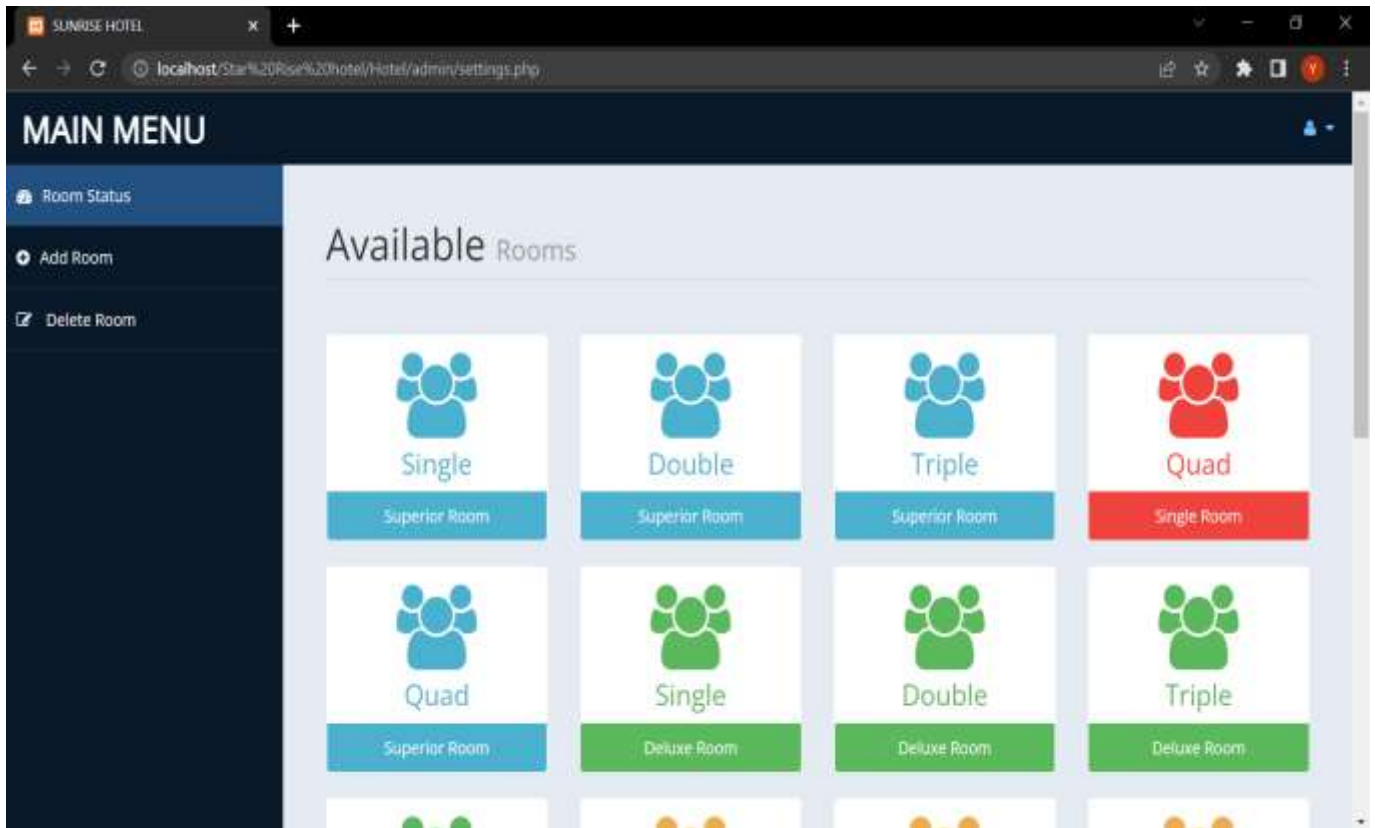 SUNRISE HOTEL
localhost/Star%20Rise%20hotel/Hotel/admin/settings.php
Y
MAIN MENU
Room Status
Add Room
Delete Room
Available Rooms
Single
Double
Triple
Quad
Superior Room
Superior Room
Superior Room
Single Room
Quad
Single
Double
Triple
Superior Room
Deluxe Room
Deluxe Room
Deluxe Room